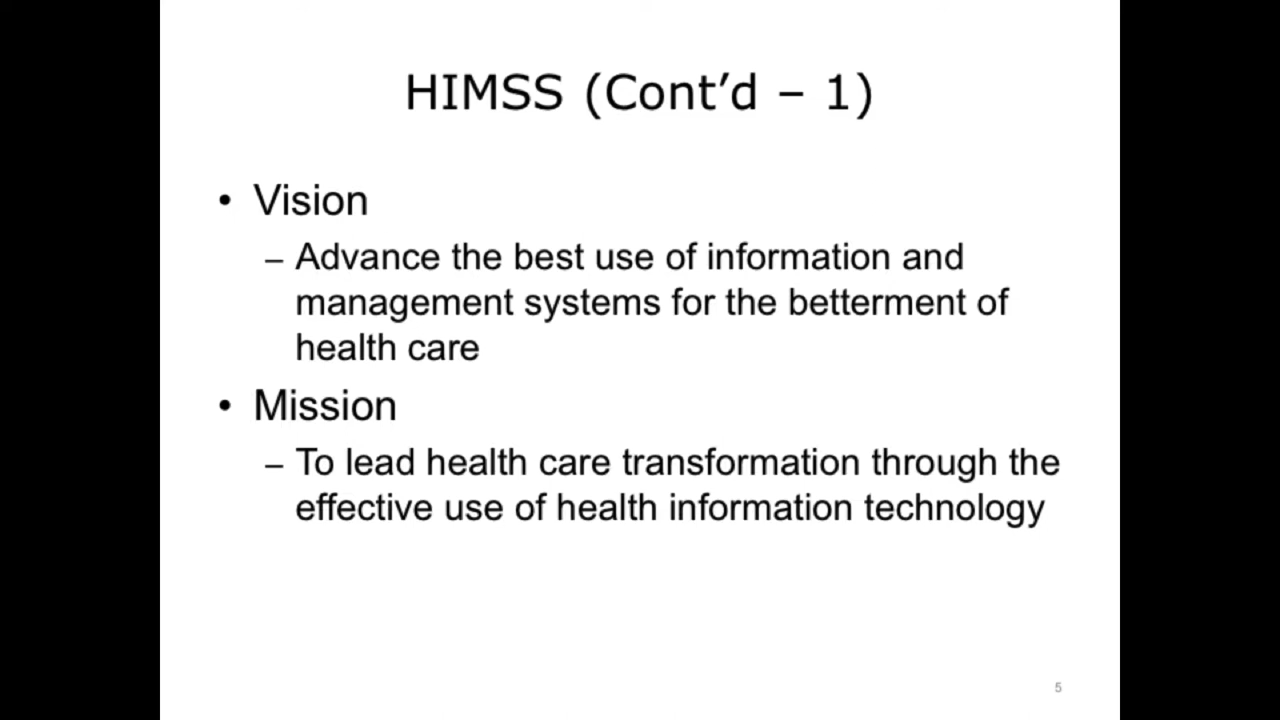 HIMSS (Cont’d – 1)
• Vision
– Advance the best use of information and
management systems for the betterment of
health care
• Mission
– To lead health care transformation through the
effective use of health information technology
5